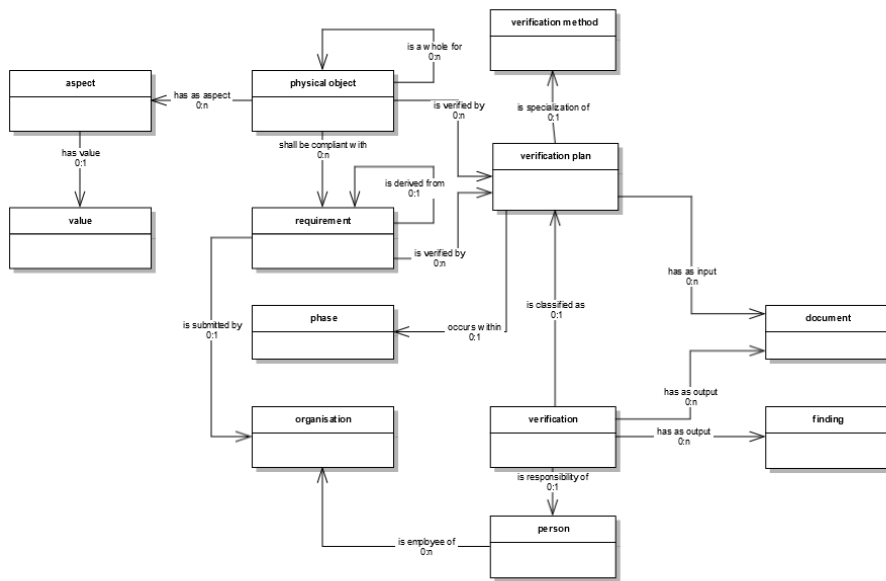 verification method
is a whole for
0:n
aspect
physical object
has as aspect
0:n
is verified by
0:n
is specialization of
0:1
has value
0:1
shall be compliant with
0:n
verification plan
is derived from
0:1
value
requirement
is verified by
0:n
has as input
0:n
is submitted by
0:1
phase
occurs within
0:1
is classified as
0:1
document
has as output
0:n
organisation
verification
has as output
0:n
finding
is responsibility of
0:1
person
is employee of
0:n